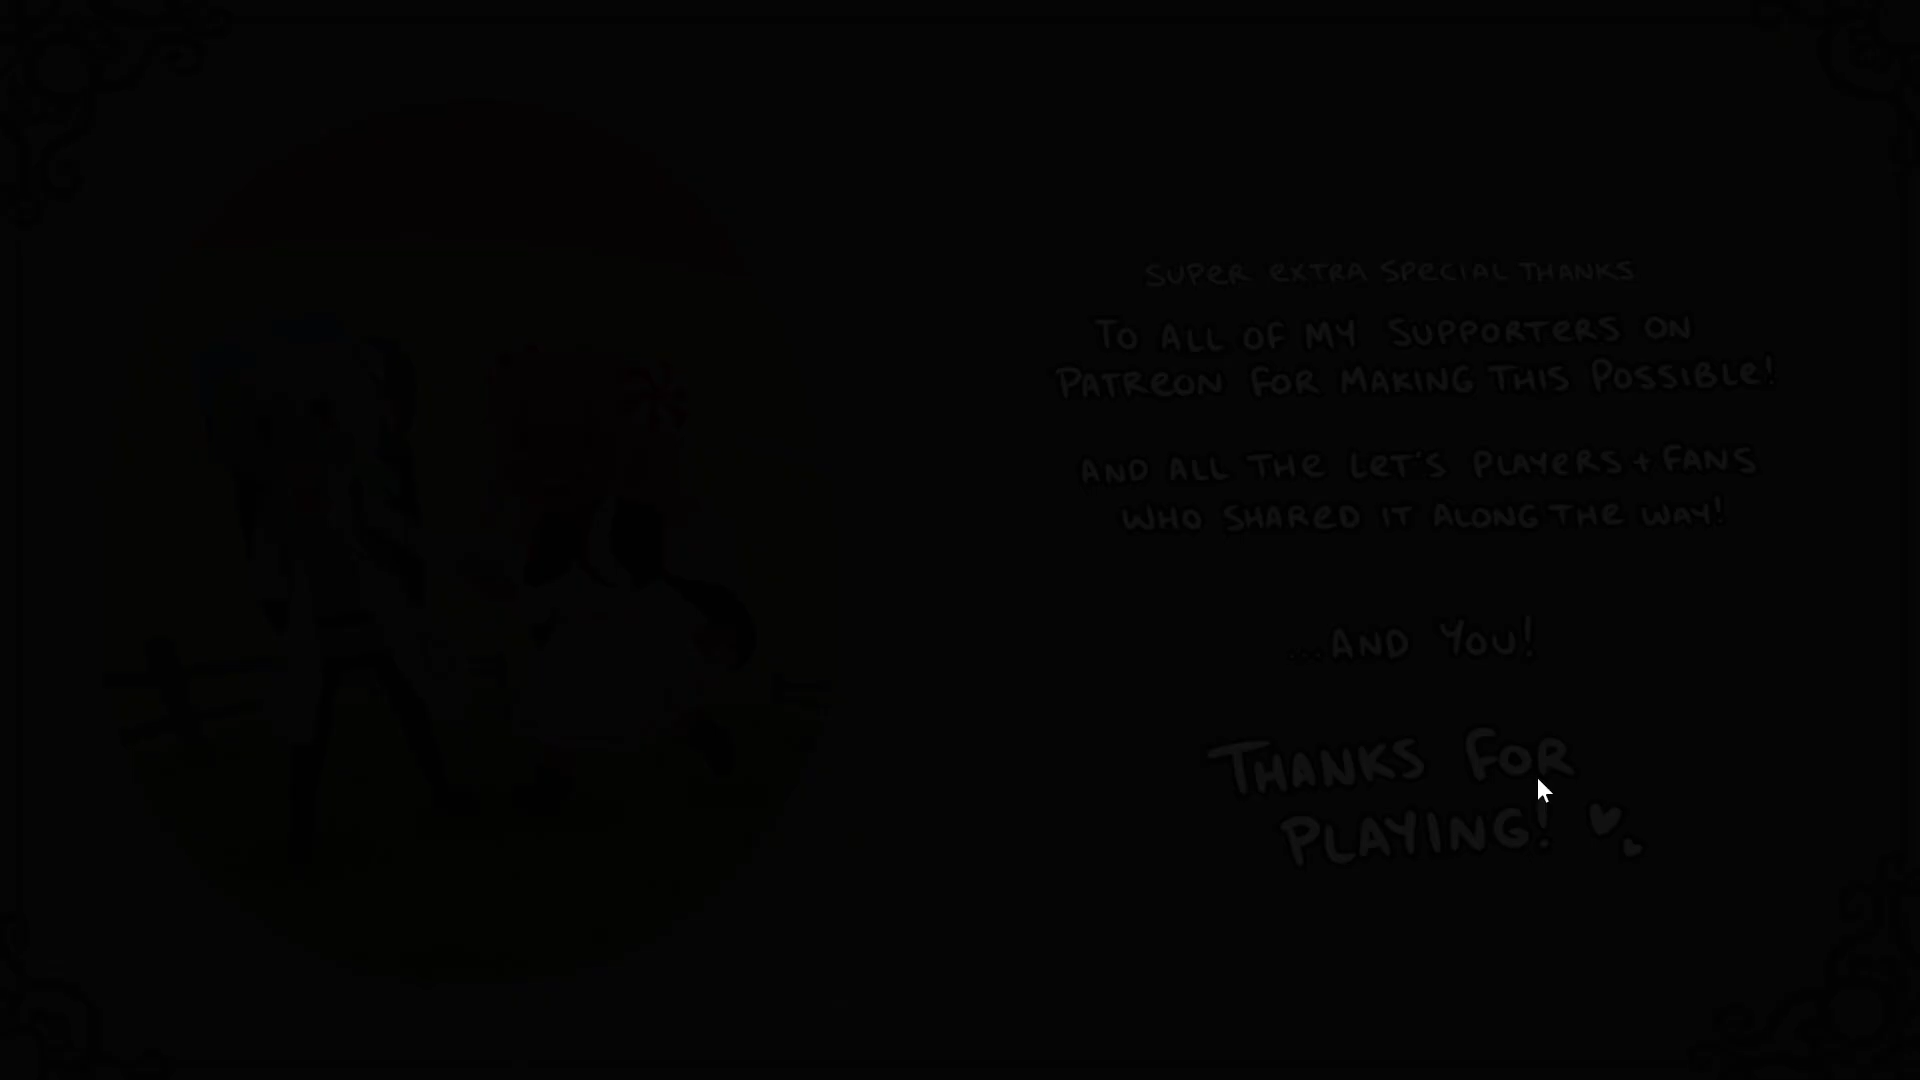 SUPER EXTRA SPECIAL THANKS
TO ALL OF MY SUPPORTERS ON
PATREON FOR MAKING THIS POSSIBLE!
AND ALL THE LET'S PLAYERS + FANS
WHO SHARED IT ALONG THE WAY!
...AND YOU!
THANKS FOR
PLAYING!